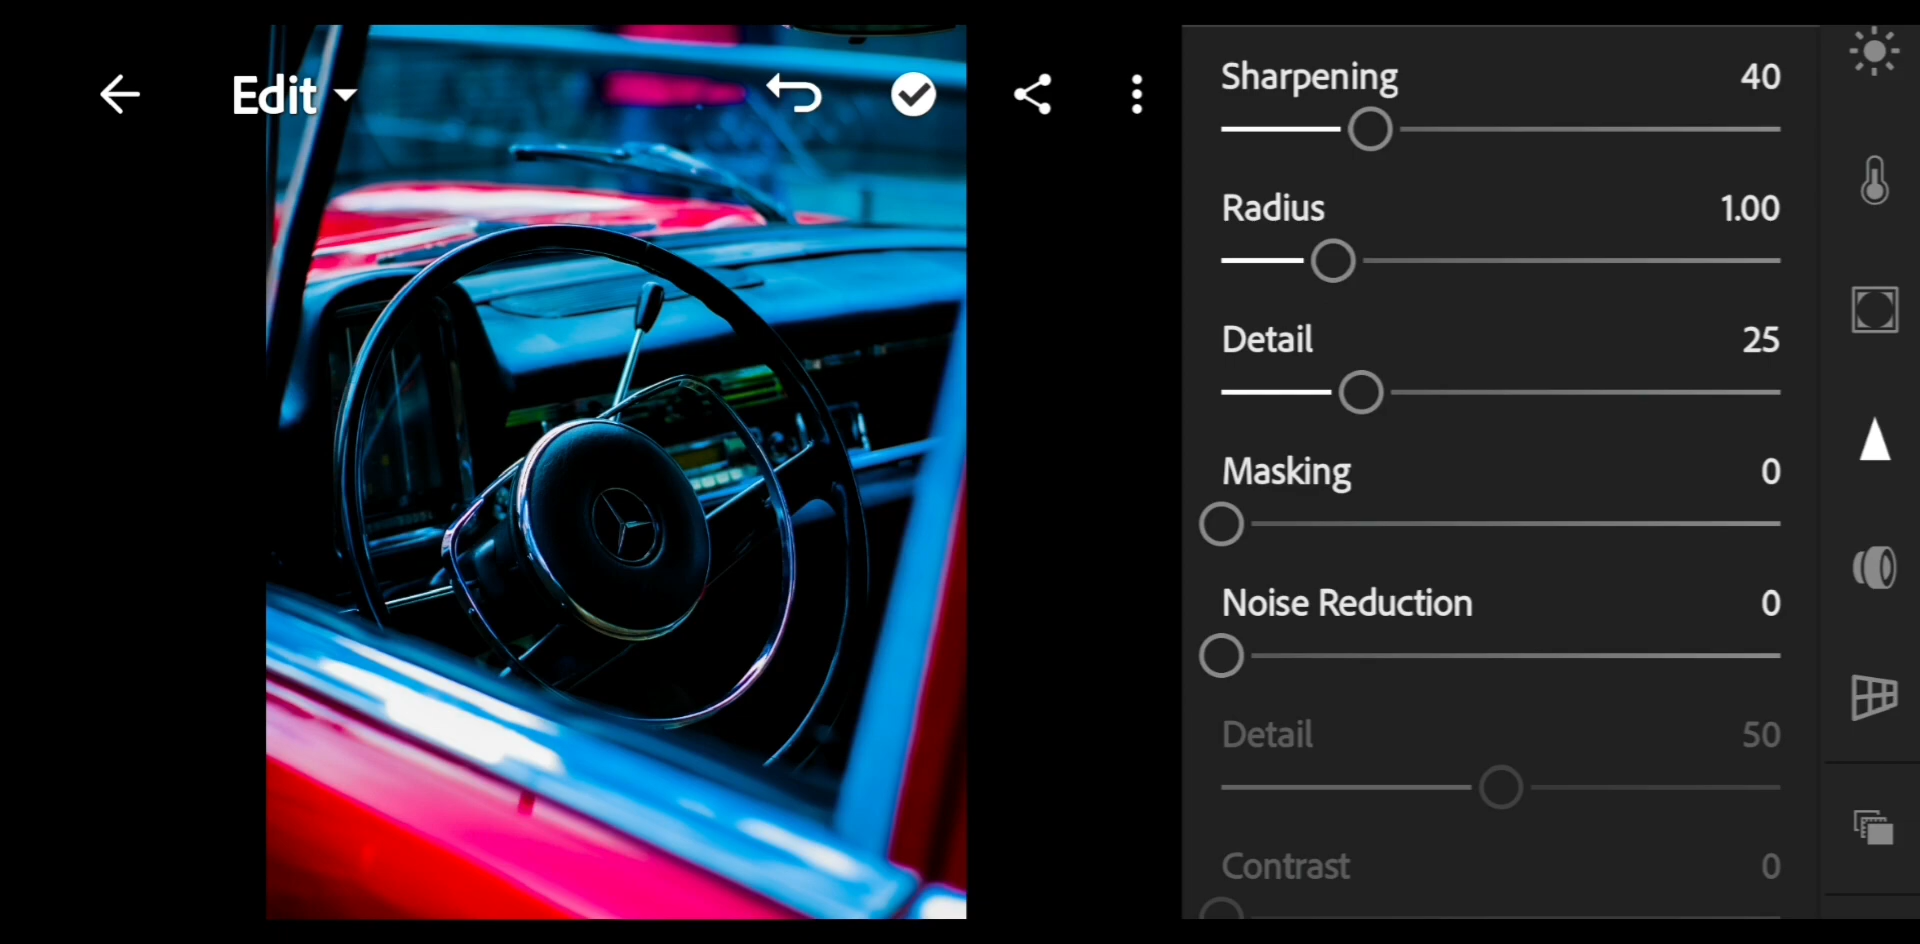 Edit
Sharpening 40
Radius 1.00
Detail 25
Masking 0
Noise Reduction 0
Detail 50
Contrast 0